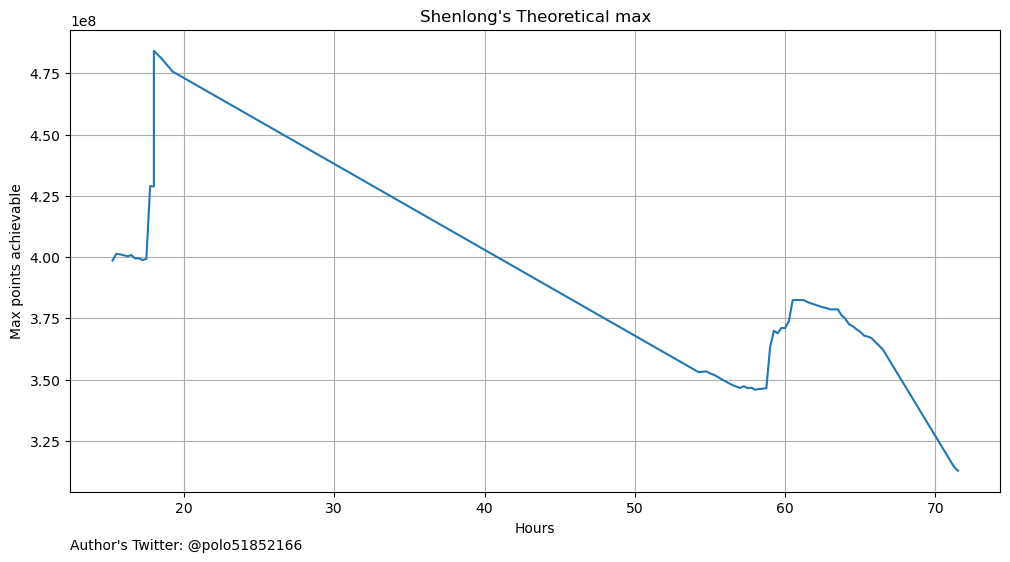 Shenlong's Theoretical max
1e8
4.75
4.50
4.25
4.00
3.75
3.50
3.25
Max points achievable
20 30 40 50 60 70
Hours
Author's Twitter: @polo51852166